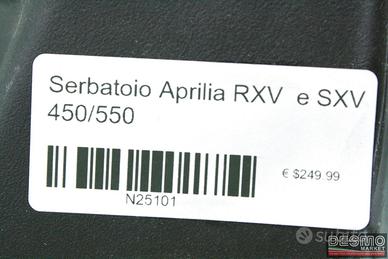 Serbatoio Aprilia RXV e SXV
450/550
€ $249.99
N25101
subito
DESMO
MARKET